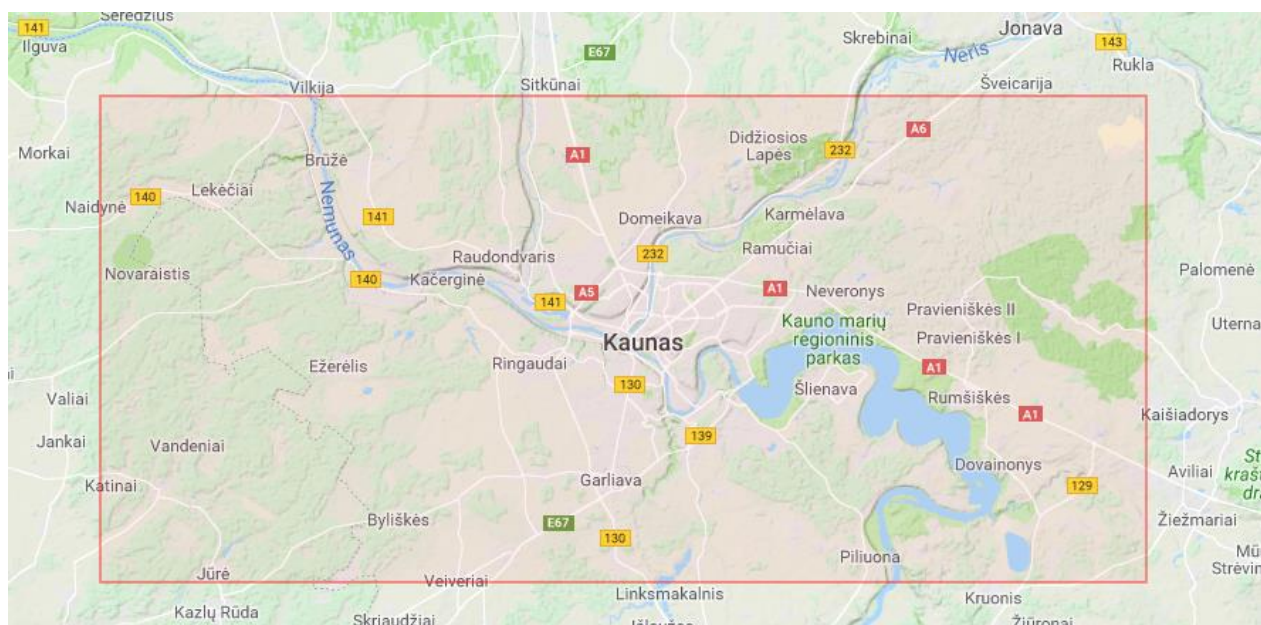 Seredžius
141
Ilguva
Skrebinai
Jonava
143
Neris
Rukla
E67
Vilkija
Sitkūnai
Šveicarija
Morkai
Brūžė
A1
Didžiosios
Lapės
232
A6
Naidynė
140
Lekėčiai
141
Nemunas
Domeikava
Karmėlava
Novaraistis
Raudondvaris
232
Ramučiai
Palomenė
140
Kačerginė
141
A5
A1
Neveronys
Pravieniškės II
Kauno marių
regioninis
parkas
Pravieniškės I
Uterna
Kaunas
Ežerėlis
Ringaudai
130
Šlienava
A1
Rumšiškės
Valiai
A1
Kaišiadorys
Jankai
Vandeniai
139
Dovainonys
Aviliai
Katinai
Garliava
129
Byliškės
E67
130
Žiežmariai
Piliuona
Jūrė
Veiveriai
Linksmakalnis
Kruonis
Kazlų Rūda
Skriaudžiai
Žiūronai